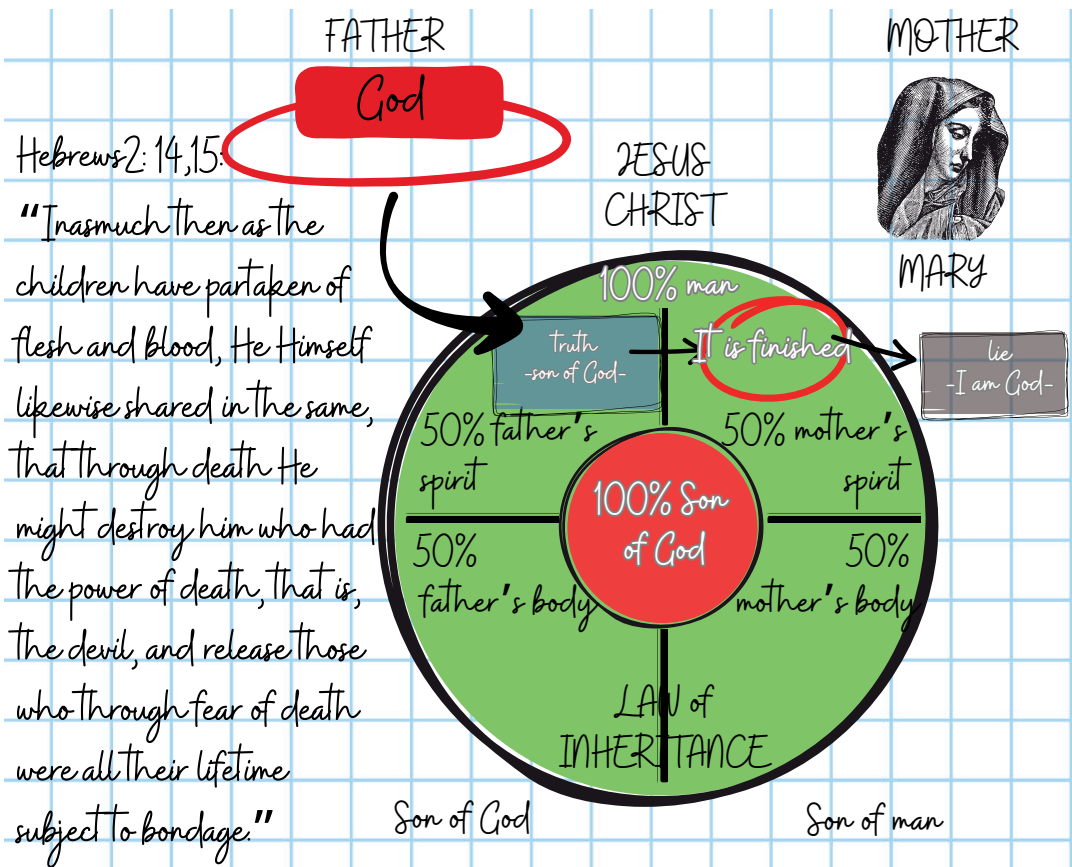 FATHER
God
MOTHER
Hebrews 2: 14,15:
“Inasmuch then as the
children have partaken of
flesh and blood, He Himself
likewise shared in the same,
that through death He
might destroy him who had
the power of death, that is,
the devil, and release those
who through fear of death
were all their lifetime
subject to bondage.”
JESUS
CHRIST
MARY
100% man
truth
-son of God-
It is finished
lie
-I am God-
50% father's
spirit
50% mother's
spirit
100% Son
of God
50%
father's body
50%
mother's body
LAW of
INHERITANCE
Son of God
Son of man